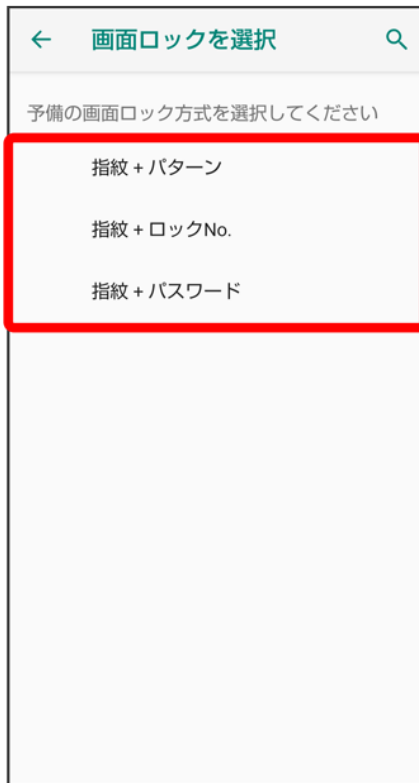 画面ロックを選択
予備の画面ロック方式を選択してください
指紋 + パターン
指紋 + ロックNo.
指紋 + パスワード